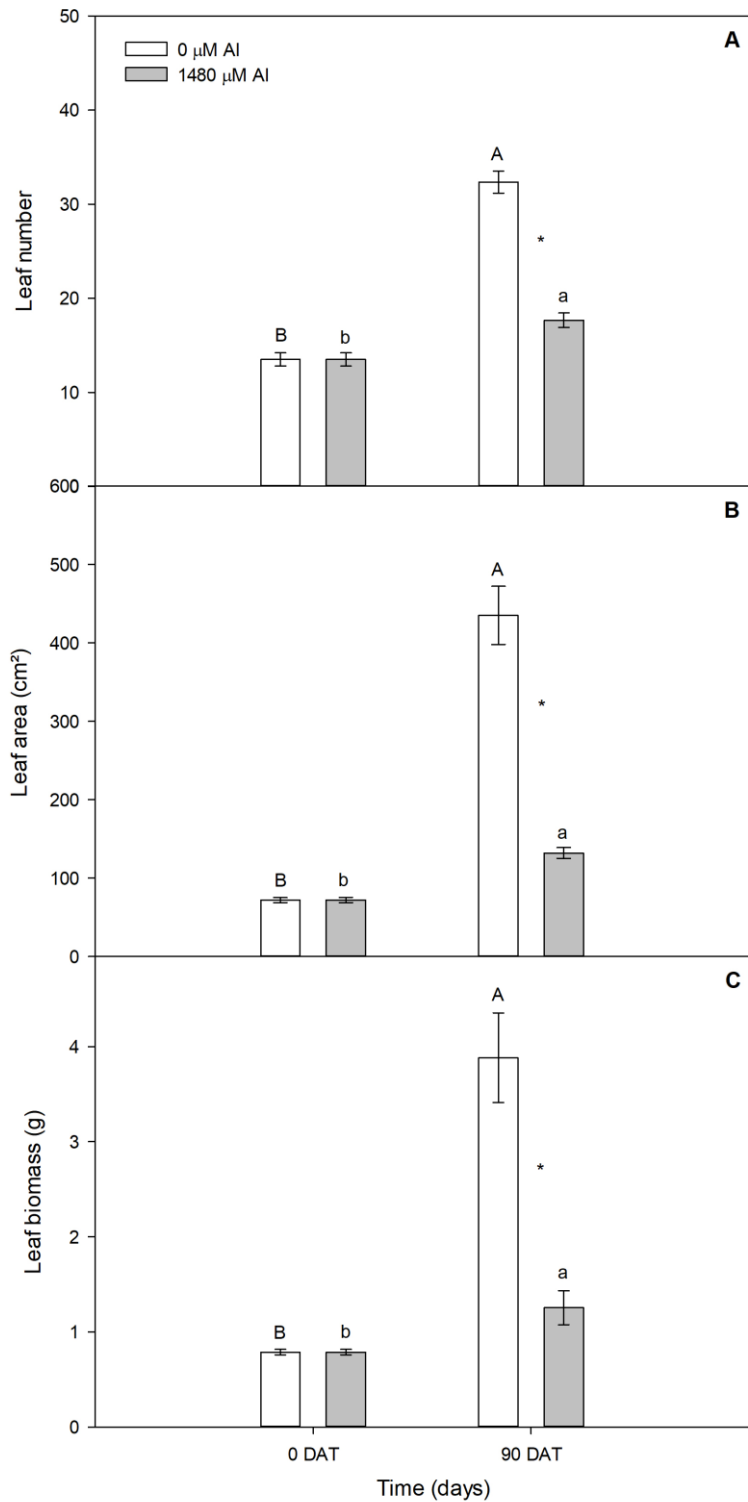 50
A
0 μM Al
1480 μM Al
40
A
30
*
a
20
B b
10
Leaf number
600
0
B
500
A
400
300
*
200
a
100
B b
0
Leaf area (cm²)
C
A
4
3
*
2
a
1
B b
0
Leaf biomass (g)
0 DAT 90 DAT
Time (days)